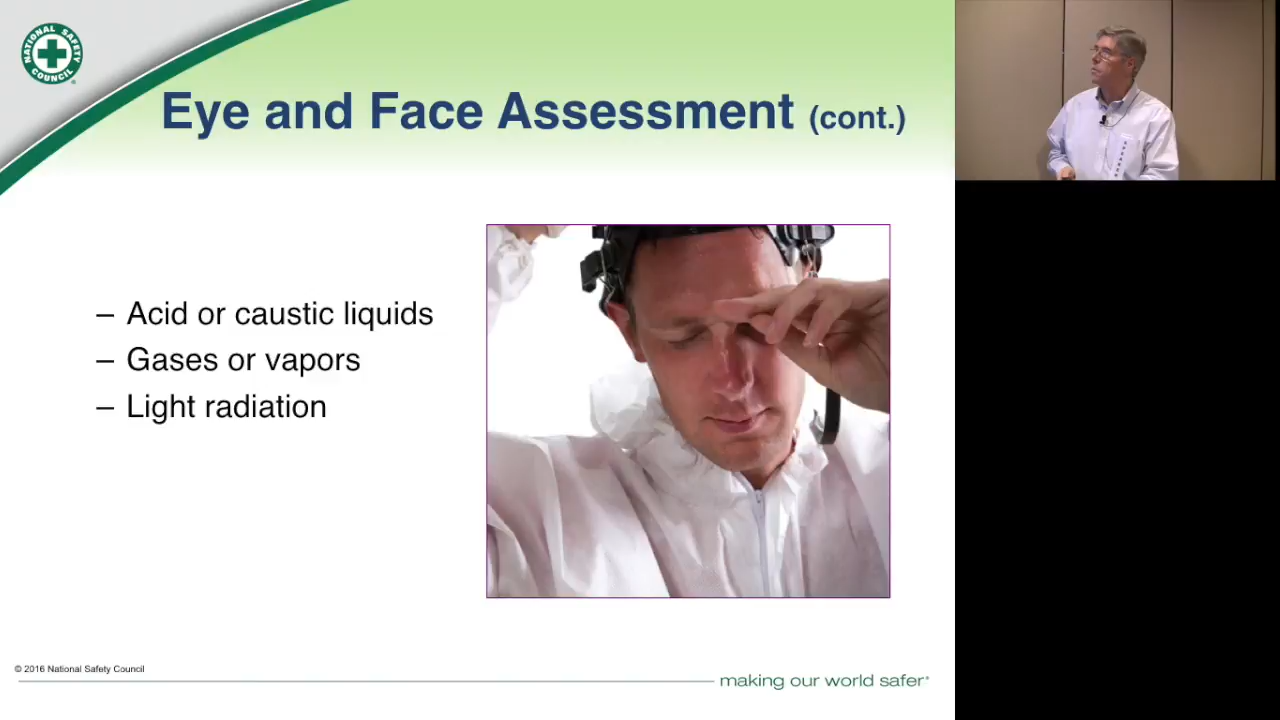 NATIONAL SAFETY
COUNCIL
Eye and Face Assessment (cont.)
– Acid or caustic liquids
– Gases or vapors
– Light radiation
© 2016 National Safety Council
making our world safer®